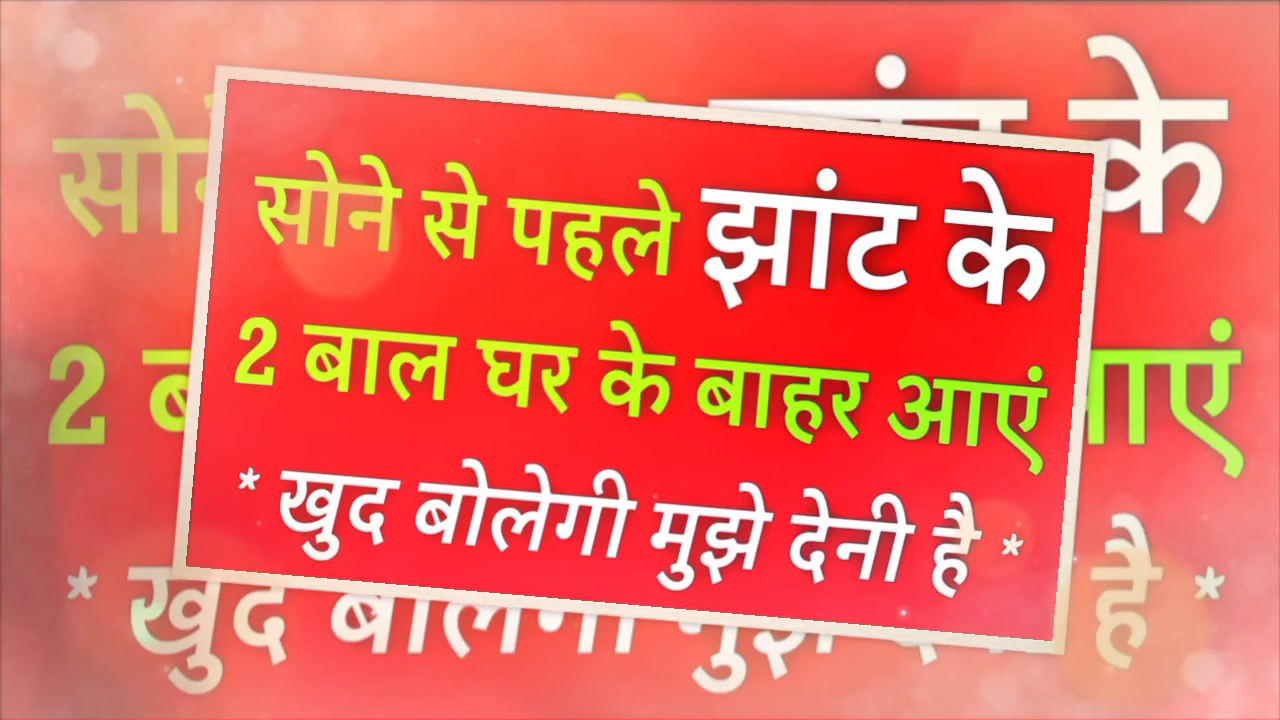 सोने से पहले झांट के
2 बाल घर के बाहर आएं
* खुद बोलेगी मुझे देनी है *